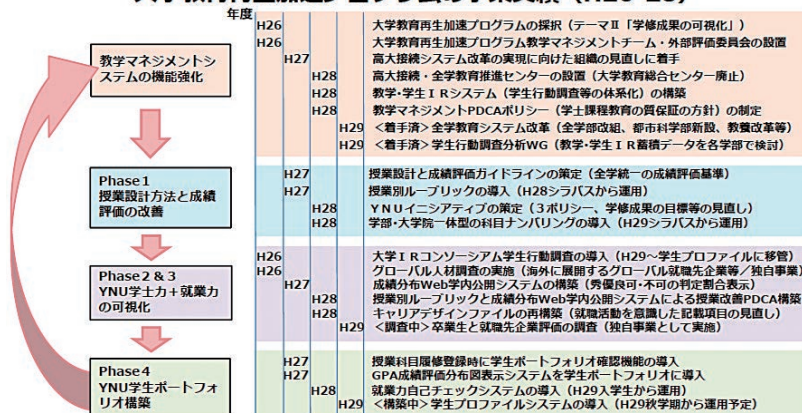 大学教育再生加速プログラムの事業実績(H26-28)
年度
教学マネジメントシステムの機能強化
H26 大学教育再生加速プログラムの採択(テーマⅡ「学修成果の可視化」)
H26 大学教育再生加速プログラム教学マネジメントチーム・外部評価委員会の設置
H27 高大接続システム改革の実現に向けた組織の見直しに着手
H28 高大接続・全学教育推進センターの設置(大学教育総合センター廃止)
H28 教学・学生IRシステム(学生行動調査等の体系化)の構築
H28 教学マネジメントPDCAポリシー(学士課程教育の質保証の方針)の制定
H29 <着手済>全学教育システム改革(全学部改組、都市科学部新設、教養改革等)
H29 <着手済>学生行動調査分析WG(教学・学生IR蓄積データを各学部で検討)
Phase1
授業設計方法と成績
評価の改善
H27 授業設計と成績評価ガイドラインの策定(全学統一の成績評価基準)
H27 授業別ルーブリックの導入(H28シラバスから運用)
H28 YNUイニシアティブの策定(3ポリシー、学修成果の目標等の見直し)
H28 学部・大学院一体型の科目ナンバリングの導入(H29シラバスから運用)
Phase2&3
YNU学士力+就業力
の可視化
H26 大学IRコンソーシアム学生行動調査の導入(H29~学生プロファイルに移管)
H26 グローバル人材調査の実施(海外に展開するグローバル就職先企業等/独自事業)
H27 成績分布Web学内公開システムの構築(秀優良可・不可の判定割合表示)
H28 授業別ルーブリックと成績分布Web学内公開システムによる授業改善PDCA構築
H28 キャリアデザインファイルの再構築(就職活動を意識した記載項目の見直し)
H29 <調査中>卒業生と就職先企業評価の調査(独自事業として実施)
Phase4
YNU学生ポートフォ
リオ構築
H27 授業科目履修登録時に学生ポートフォリオ確認機能の導入
H27 GPA成績評価分布図表示システムを学生ポートフォリオに導入
H28 就業力自己チェックシステムの導入(H29入学生から運用)
H29 <構築中>学生プロファイルシステムの導入(H29秋学期から運用予定)